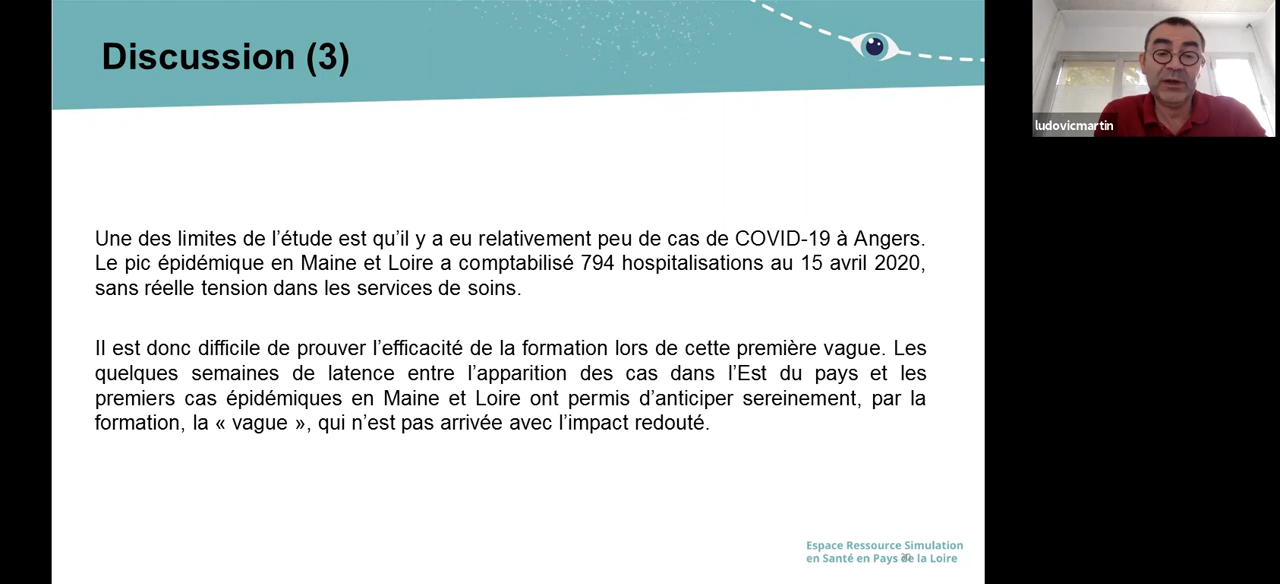 Discussion (3)
ludovicmartin
Une des limites de l’étude est qu’il y a eu relativement peu de cas de COVID-19 à Angers.
Le pic épidémique en Maine et Loire a comptabilisé 794 hospitalisations au 15 avril 2020,
sans réelle tension dans les services de soins.
Il est donc difficile de prouver l’efficacité de la formation lors de cette première vague. Les
quelques semaines de latence entre l’apparition des cas dans l’Est du pays et les
premiers cas épidémiques en Maine et Loire ont permis d’anticiper sereinement, par la
formation, la « vague », qui n’est pas arrivée avec l’impact redouté.
Espace Ressource Simulation
en Santé en Pays de la Loire